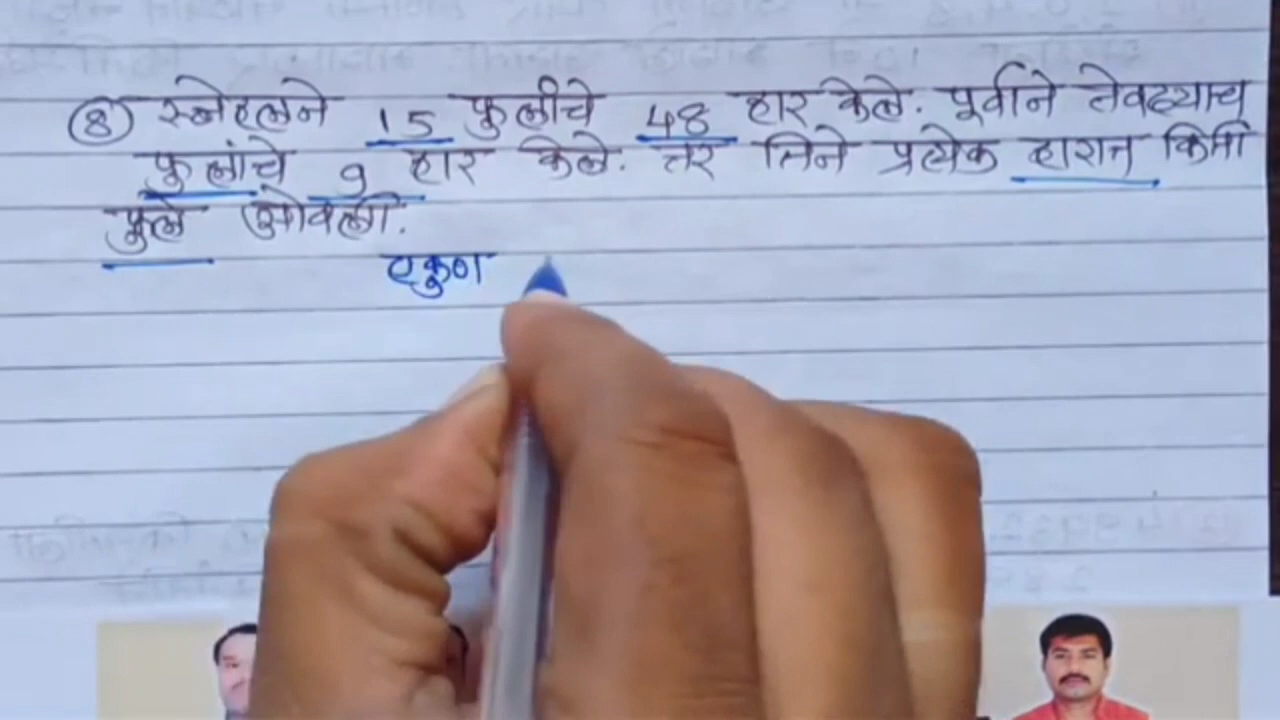 (8) स्नेहलने 15 फुलांचे 48 हार केले. पूर्वाने तेवढ्याच
फुलांचे 9 हार केले. तर तिने प्रत्येक हारात किती
फुले ओवली.
एकुण